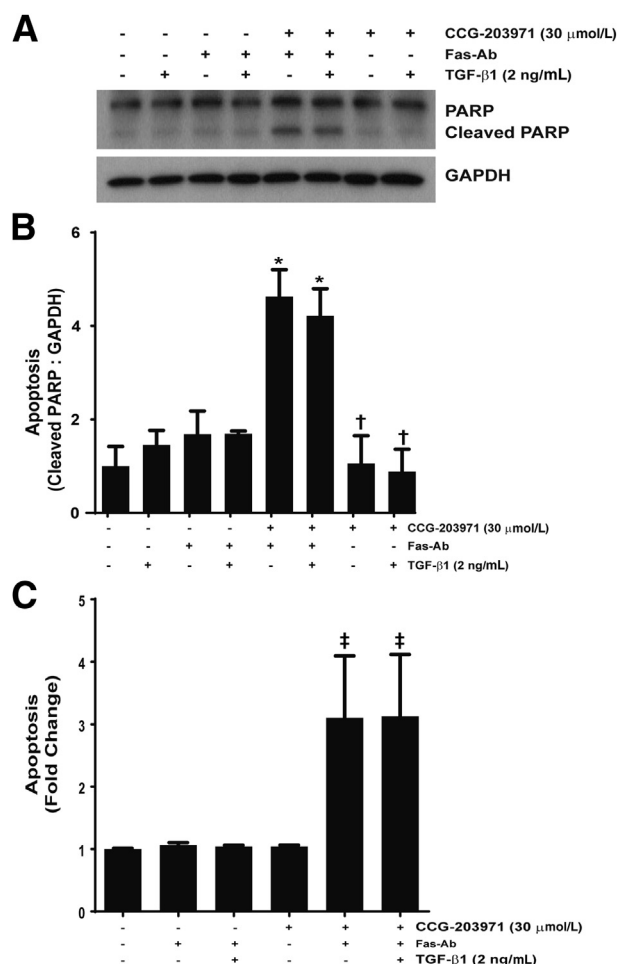 A
- - - - + + + + CCG-203971 (30 μmol/L)
- - + + + + - - Fas-Ab
- + - + - + - + TGF-β1 (2 ng/mL)
PARP
Cleaved PARP
GAPDH
B
6
4
2
0
Apoptosis
(Cleaved PARP : GAPDH)
* * † †
- - - - + + + + CCG-203971 (30 μmol/L)
- - + + + + - - Fas-Ab
- + - + - + - + TGF-β1 (2 ng/mL)
C
5
4
3
2
1
0
Apoptosis
(Fold Change)
‡ ‡
- - - + + + CCG-203971 (30 μmol/L)
- + + - + + Fas-Ab
- - + - - + TGF-β1 (2 ng/mL)